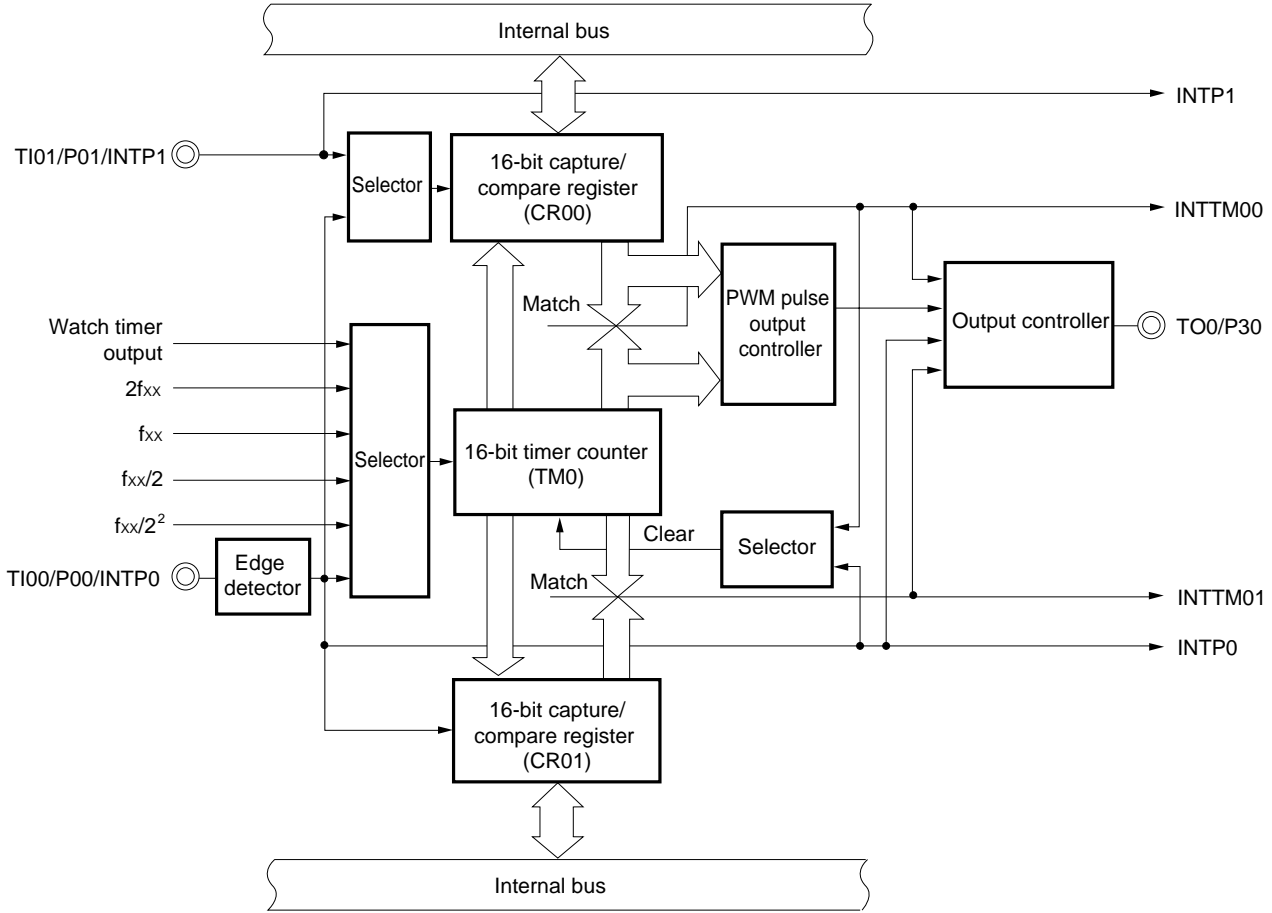 Internal bus
INTP1
TI01/P01/INTP1
16-bit capture/
compare register
(CR00)
Selector
INTTM00
PWM pulse
output
controller
Match
Output controller
TO0/P30
Watch timer
output
2fxx
fxx
fxx/2
fxx/2²
Selector
16-bit timer counter
(TM0)
Clear
Selector
TI00/P00/INTP0
Edge
detector
Match
INTTM01
INTP0
16-bit capture/
compare register
(CR01)
Internal bus